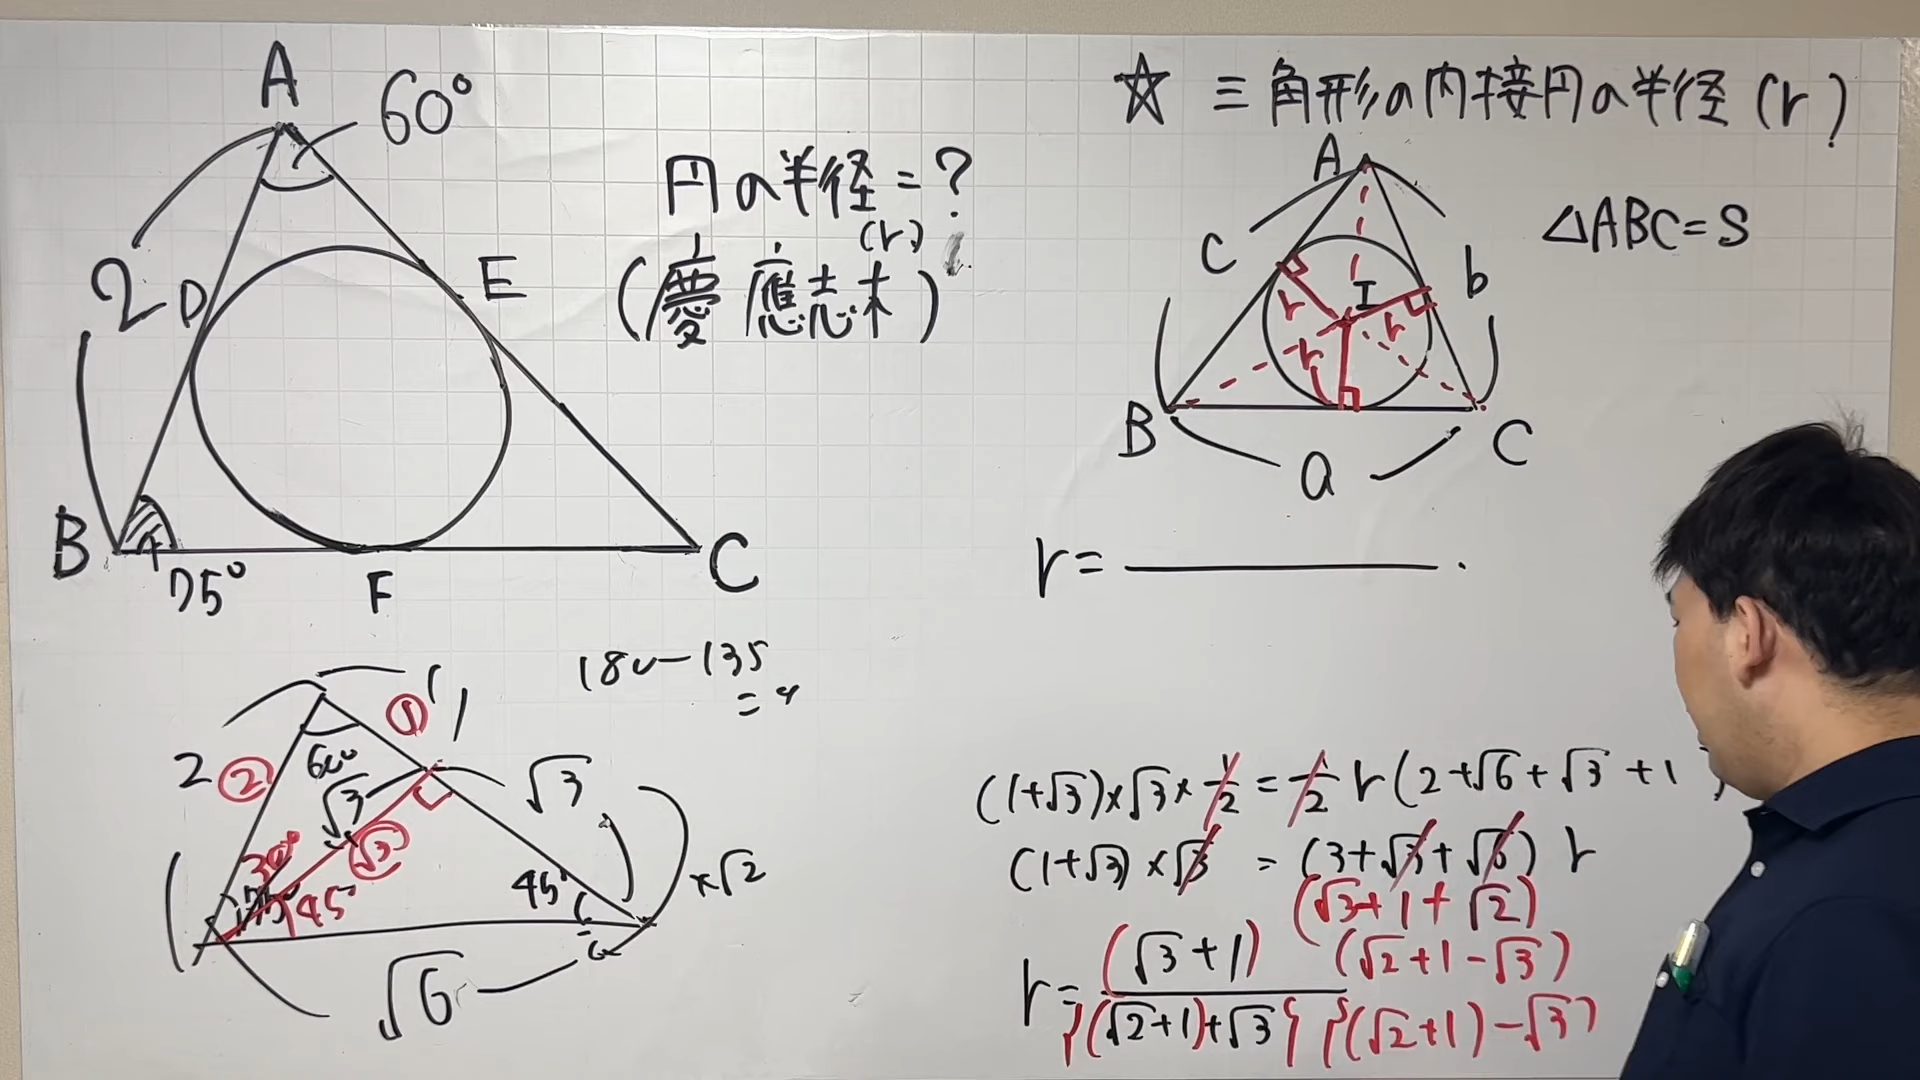 A
60°
円の半径=?
(r)
(慶應志木)
2
D
E
B
75°
F
C
☆ 三角形の内接円の半径(r)
A
△ABC=S
c
b
I
r
r
r
B
C
a
r=
180-135
=
1
①
2
②
60°
√3
√3
√3
30°
75°
45°
45°
×√2
√6
(1+√3)×√3×1/2=1/2 r(2+√6+√3+1
(1+√3)×√3 = (3+√3+√6) r
(√3+1+√2)
r= (√3+1) (√2+1-√3)
{(√2+1)+√3} {(√2+1)-√3}